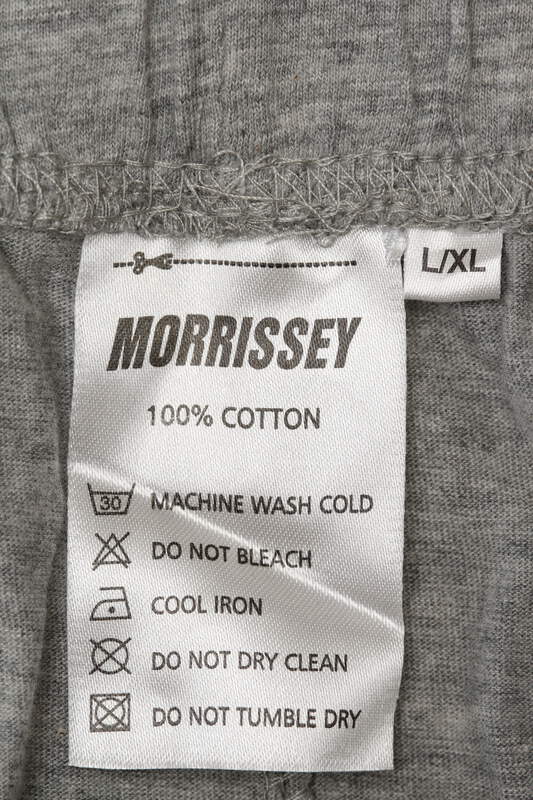 L/XL
MORRISSEY
100% COTTON
30 MACHINE WASH COLD
DO NOT BLEACH
COOL IRON
DO NOT DRY CLEAN
DO NOT TUMBLE DRY